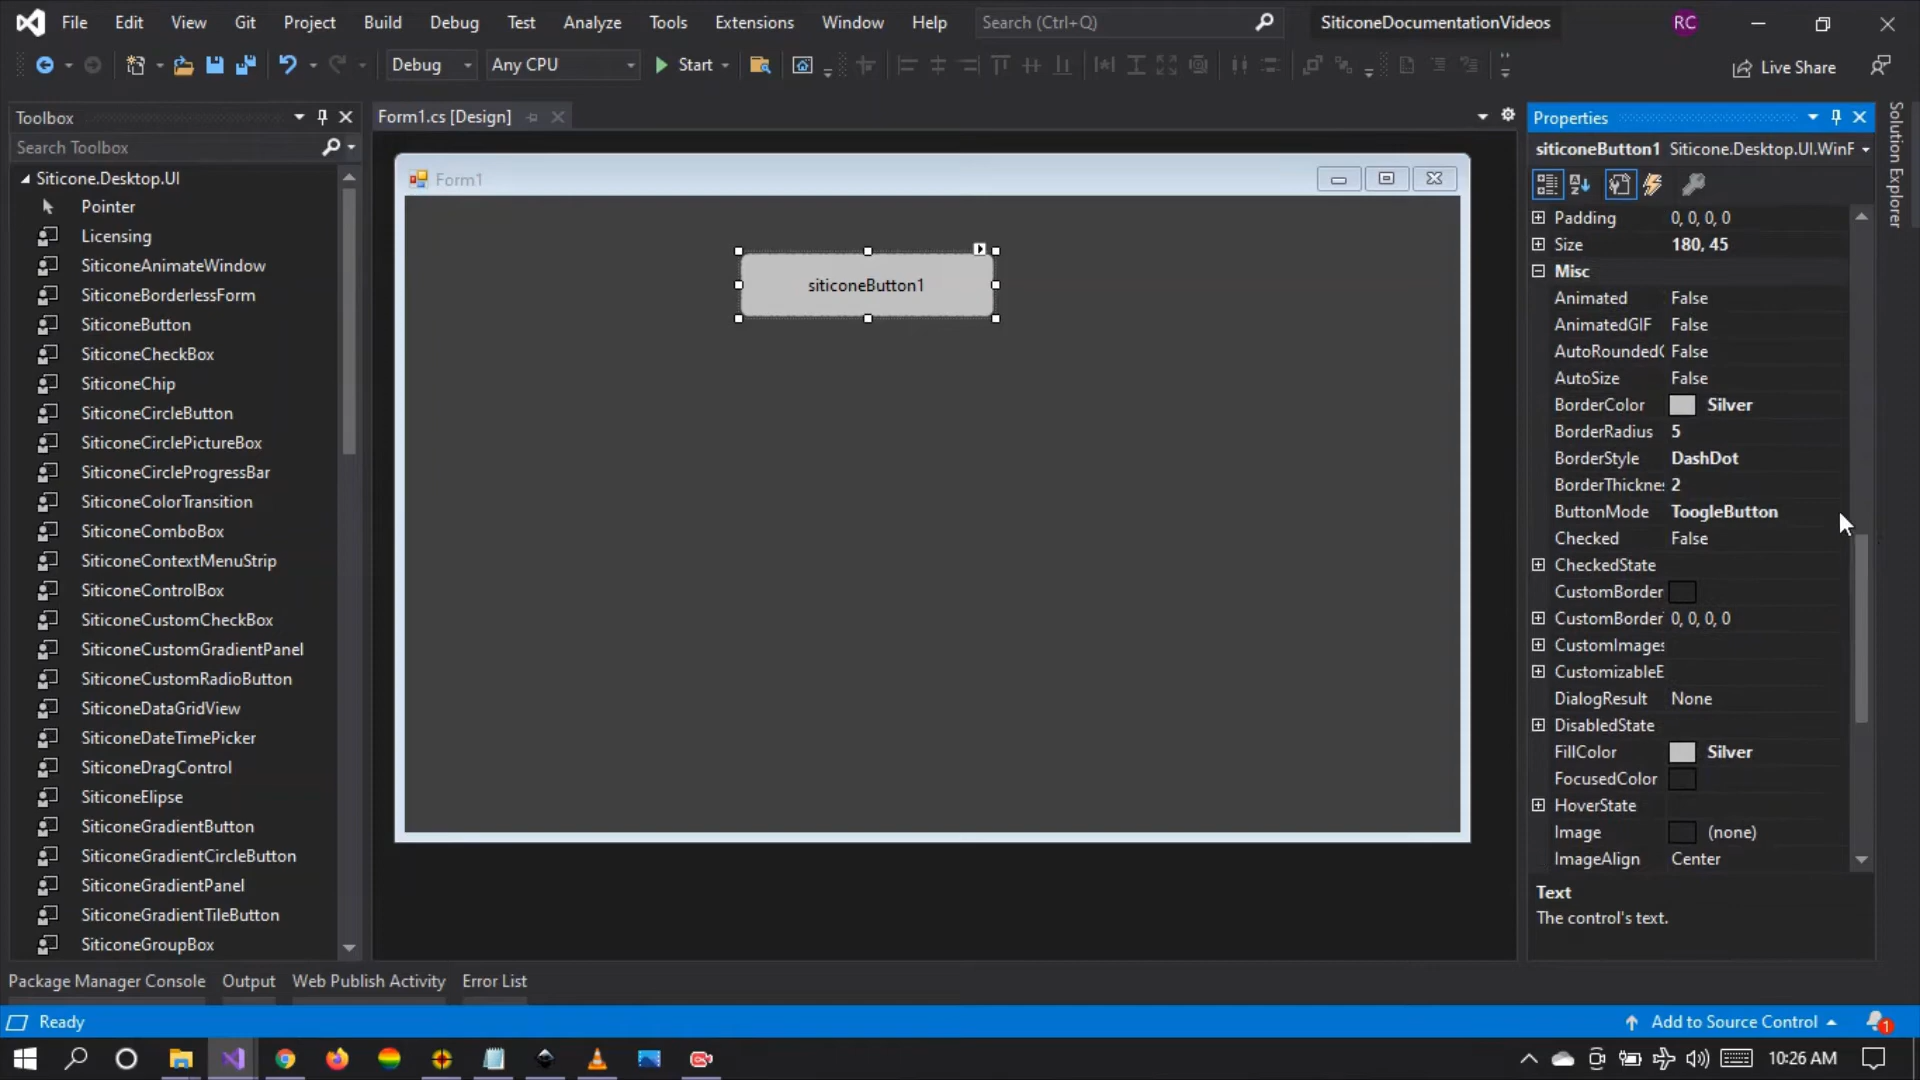 File Edit View Git Project Build Debug Test Analyze Tools Extensions Window Help Search (Ctrl+Q) SiticoneDocumentationVideos RC
Debug Any CPU Start Live Share
Toolbox
Search Toolbox
Siticone.Desktop.UI
Pointer
Licensing
SiticoneAnimateWindow
SiticoneBorderlessForm
SiticoneButton
SiticoneCheckBox
SiticoneChip
SiticoneCircleButton
SiticoneCirclePictureBox
SiticoneCircleProgressBar
SiticoneColorTransition
SiticoneComboBox
SiticoneContextMenuStrip
SiticoneControlBox
SiticoneCustomCheckBox
SiticoneCustomGradientPanel
SiticoneCustomRadioButton
SiticoneDataGridView
SiticoneDateTimePicker
SiticoneDragControl
SiticoneElipse
SiticoneGradientButton
SiticoneGradientCircleButton
SiticoneGradientPanel
SiticoneGradientTileButton
SiticoneGroupBox
Form1.cs [Design]
Form1
siticoneButton1
Properties
siticoneButton1 Siticone.Desktop.UI.WinF
Padding 0, 0, 0, 0
Size 180, 45
Misc
Animated False
AnimatedGIF False
AutoRoundedC False
AutoSize False
BorderColor Silver
BorderRadius 5
BorderStyle DashDot
BorderThicknes 2
ButtonMode ToogleButton
Checked False
CheckedState
CustomBorder
CustomBorder 0, 0, 0, 0
CustomImages
CustomizableE
DialogResult None
DisabledState
FillColor Silver
FocusedColor
HoverState
Image (none)
ImageAlign Center
Text
The control's text.
Solution Explorer
Package Manager Console Output Web Publish Activity Error List
Ready Add to Source Control 1
10:26 AM